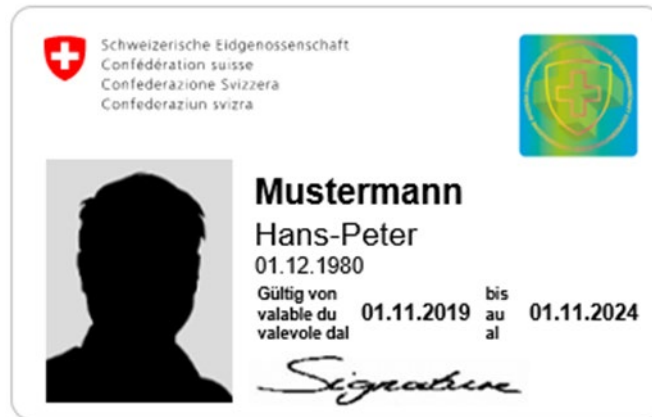 Schweizerische Eidgenossenschaft
Confédération suisse
Confederazione Svizzera
Confederaziun svizra
Mustermann
Hans-Peter
01.12.1980
Gültig von bis
valable du 01.11.2019 au 01.11.2024
valevole dal al
Signature